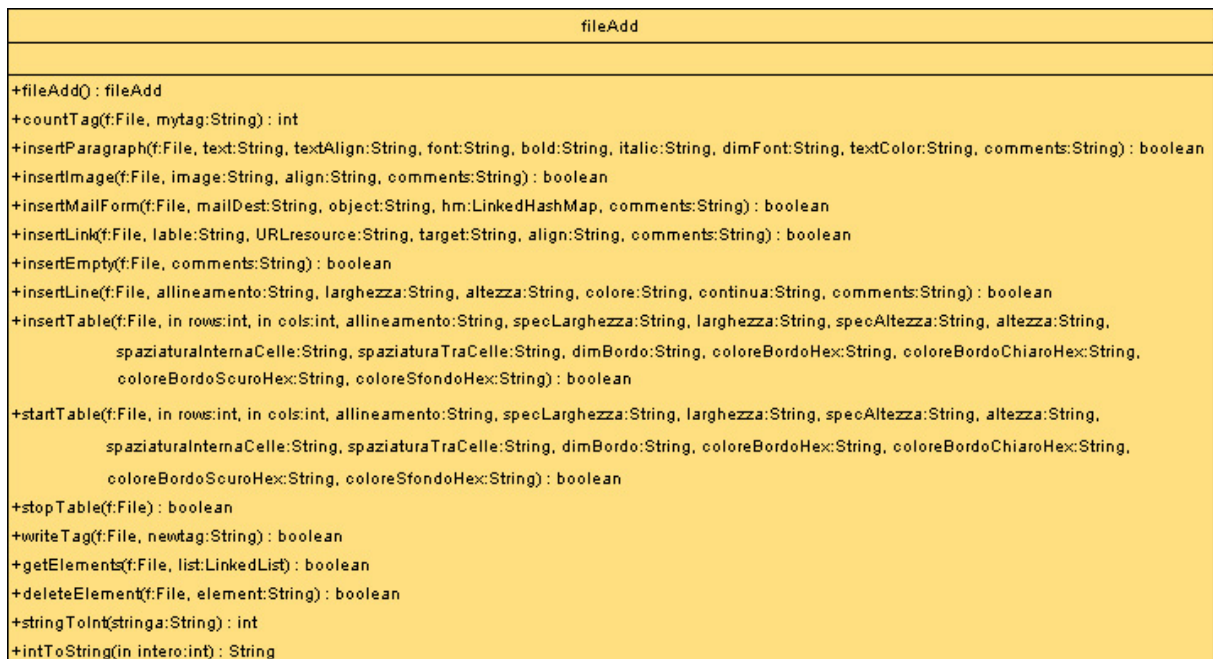 fileAdd
+fileAdd() : fileAdd
+countTag(f:File, mytag:String) : int
+insertParagraph(f:File, text:String, textAlign:String, font:String, bold:String, italic:String, dimFont:String, textColor:String, comments:String) : boolean
+insertImage(f:File, image:String, align:String, comments:String) : boolean
+insertMailForm(f:File, mailDest:String, object:String, hm:LinkedHashMap, comments:String) : boolean
+insertLink(f:File, lable:String, URLresource:String, target:String, align:String, comments:String) : boolean
+insertEmpty(f:File, comments:String) : boolean
+insertLine(f:File, allineamento:String, larghezza:String, altezza:String, colore:String, continua:String, comments:String) : boolean
+insertTable(f:File, in rows:int, in cols:int, allineamento:String, specLarghezza:String, larghezza:String, specAltezza:String, altezza:String,
spaziaturaInternaCelle:String, spaziaturaTraCelle:String, dimBordo:String, coloreBordoHex:String, coloreBordoChiaroHex:String,
coloreBordoScuroHex:String, coloreSfondoHex:String) : boolean
+startTable(f:File, in rows:int, in cols:int, allineamento:String, specLarghezza:String, larghezza:String, specAltezza:String, altezza:String,
spaziaturaInternaCelle:String, spaziaturaTraCelle:String, dimBordo:String, coloreBordoHex:String, coloreBordoChiaroHex:String,
coloreBordoScuroHex:String, coloreSfondoHex:String) : boolean
+stopTable(f:File) : boolean
+writeTag(f:File, newtag:String) : boolean
+getElements(f:File, list:LinkedList) : boolean
+deleteElement(f:File, element:String) : boolean
+stringToInt(stringa:String) : int
+intToString(in intero:int) : String